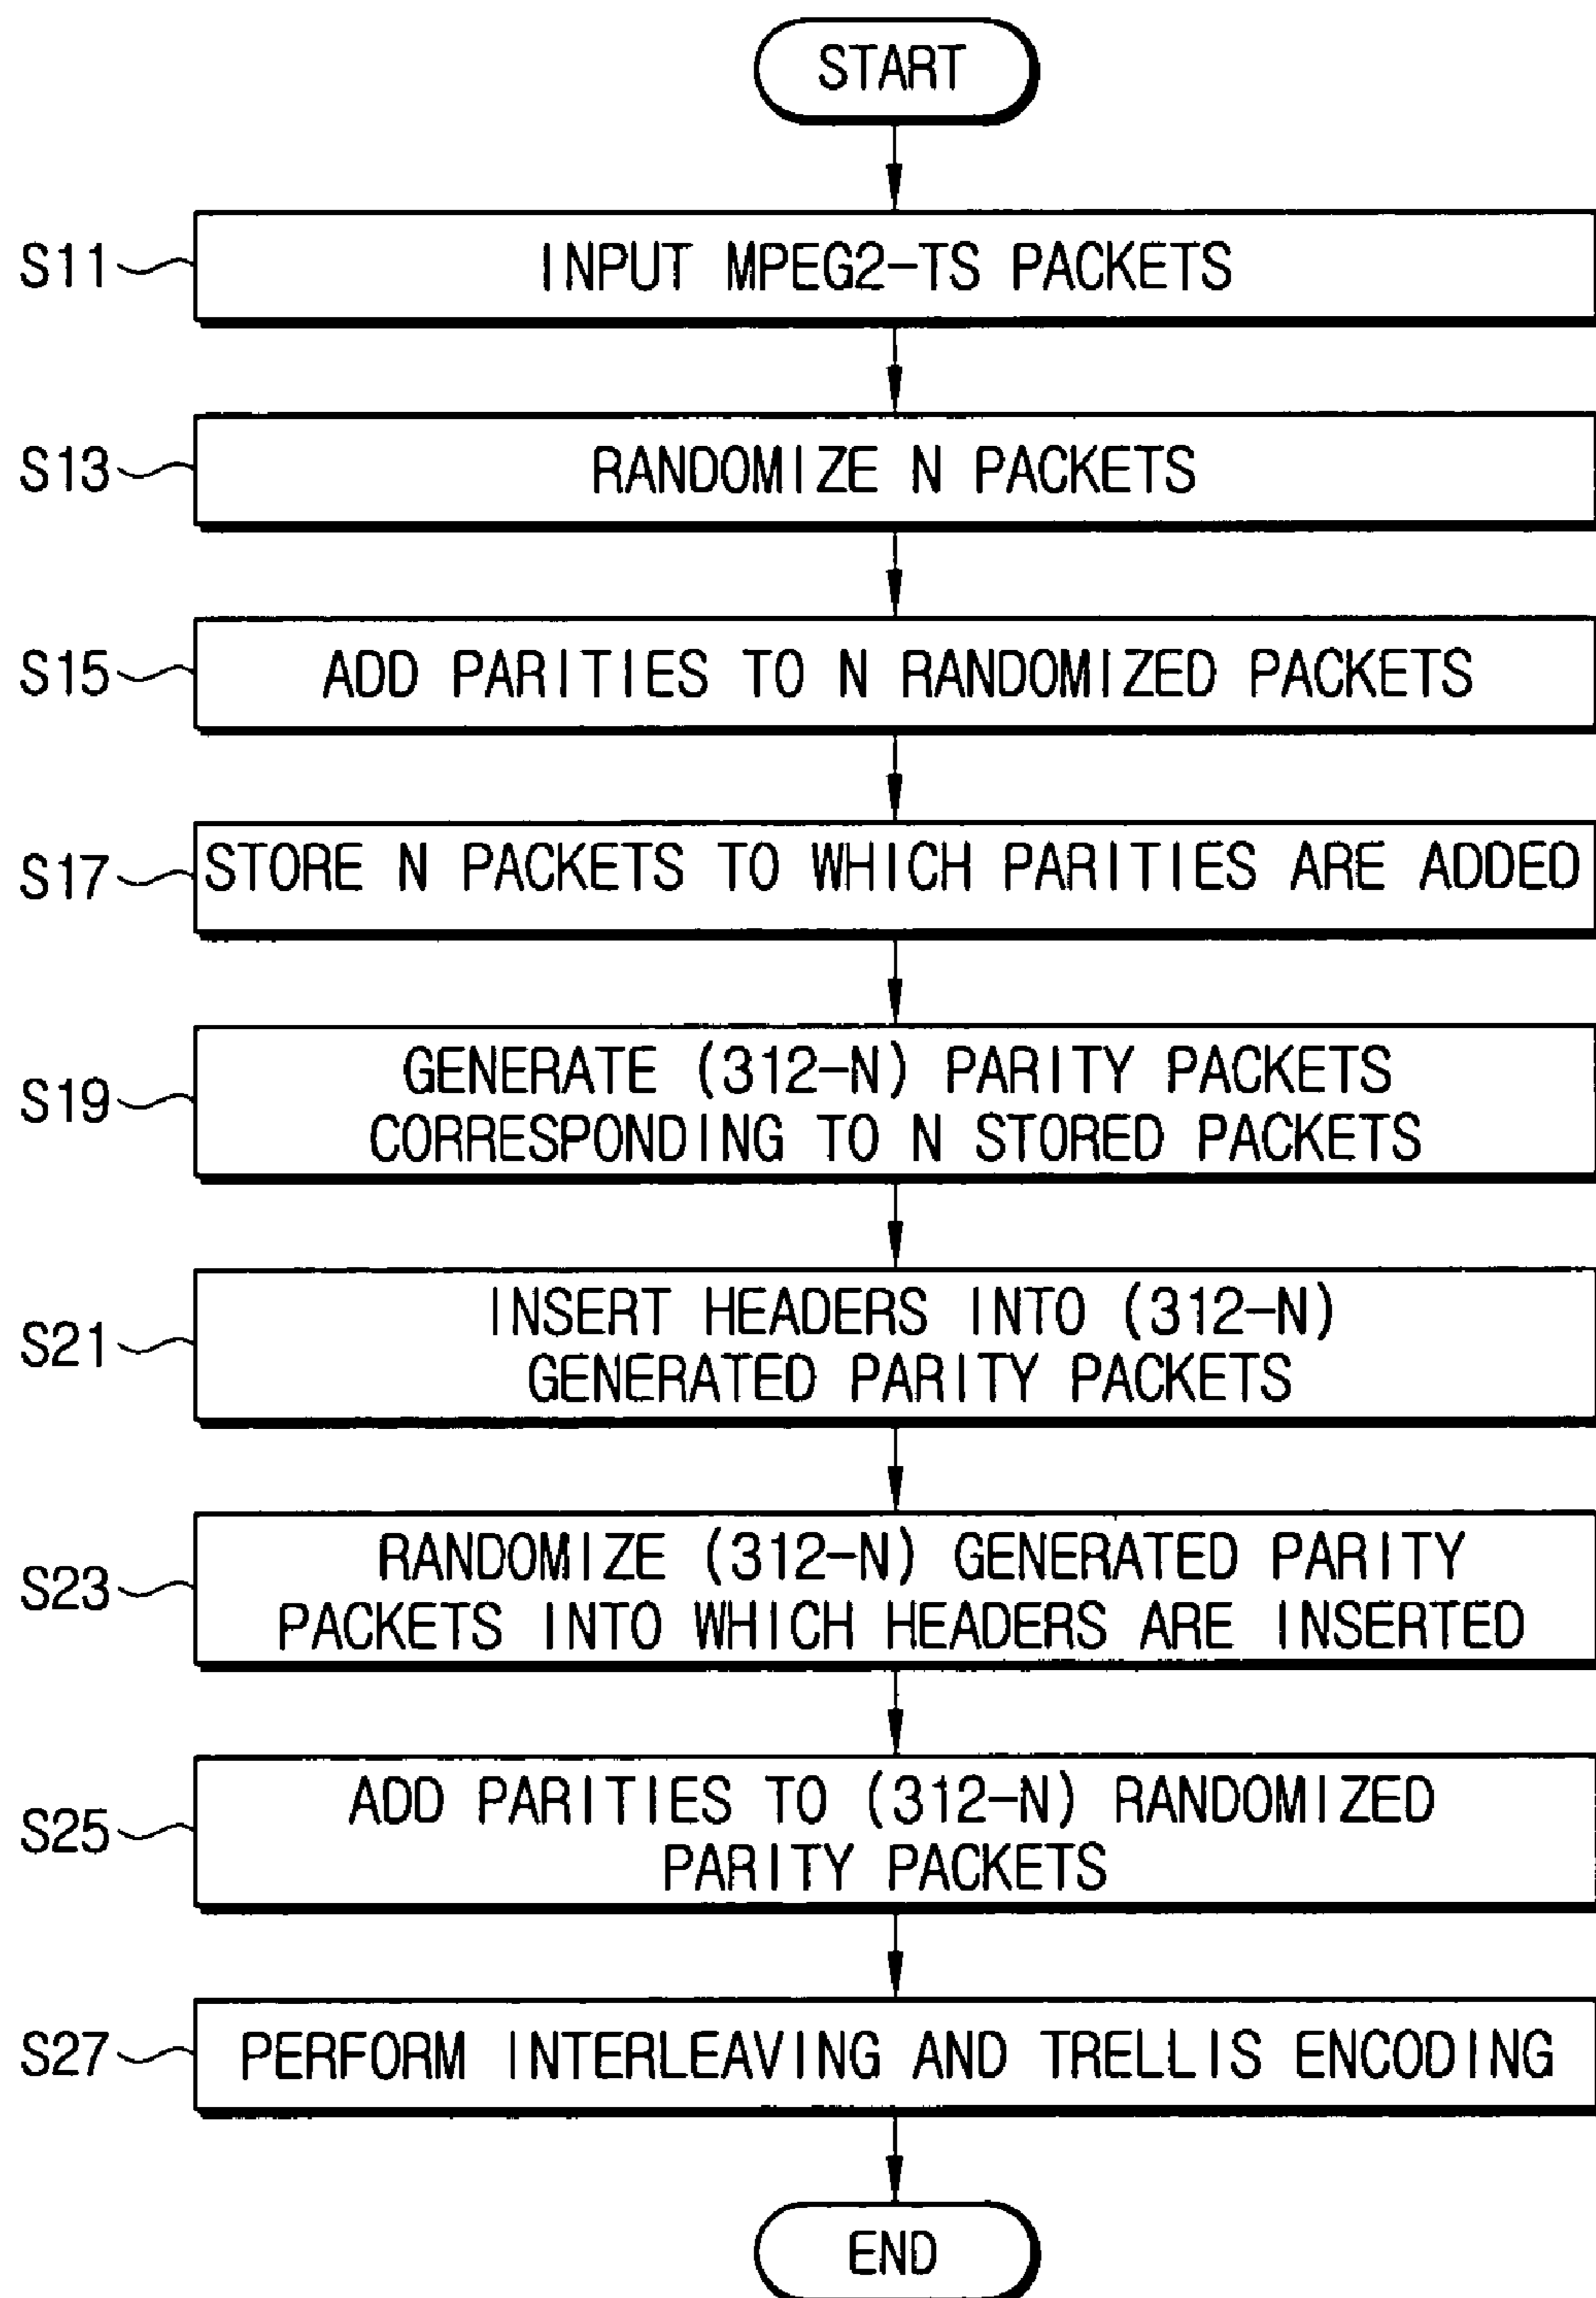 START
S11
INPUT MPEG2-TS PACKETS
S13
RANDOMIZE N PACKETS
S15
ADD PARITIES TO N RANDOMIZED PACKETS
S17
STORE N PACKETS TO WHICH PARITIES ARE ADDED
S19
GENERATE (312-N) PARITY PACKETS
CORRESPONDING TO N STORED PACKETS
S21
INSERT HEADERS INTO (312-N)
GENERATED PARITY PACKETS
S23
RANDOMIZE (312-N) GENERATED PARITY
PACKETS INTO WHICH HEADERS ARE INSERTED
S25
ADD PARITIES TO (312-N) RANDOMIZED
PARITY PACKETS
S27
PERFORM INTERLEAVING AND TRELLIS ENCODING
END